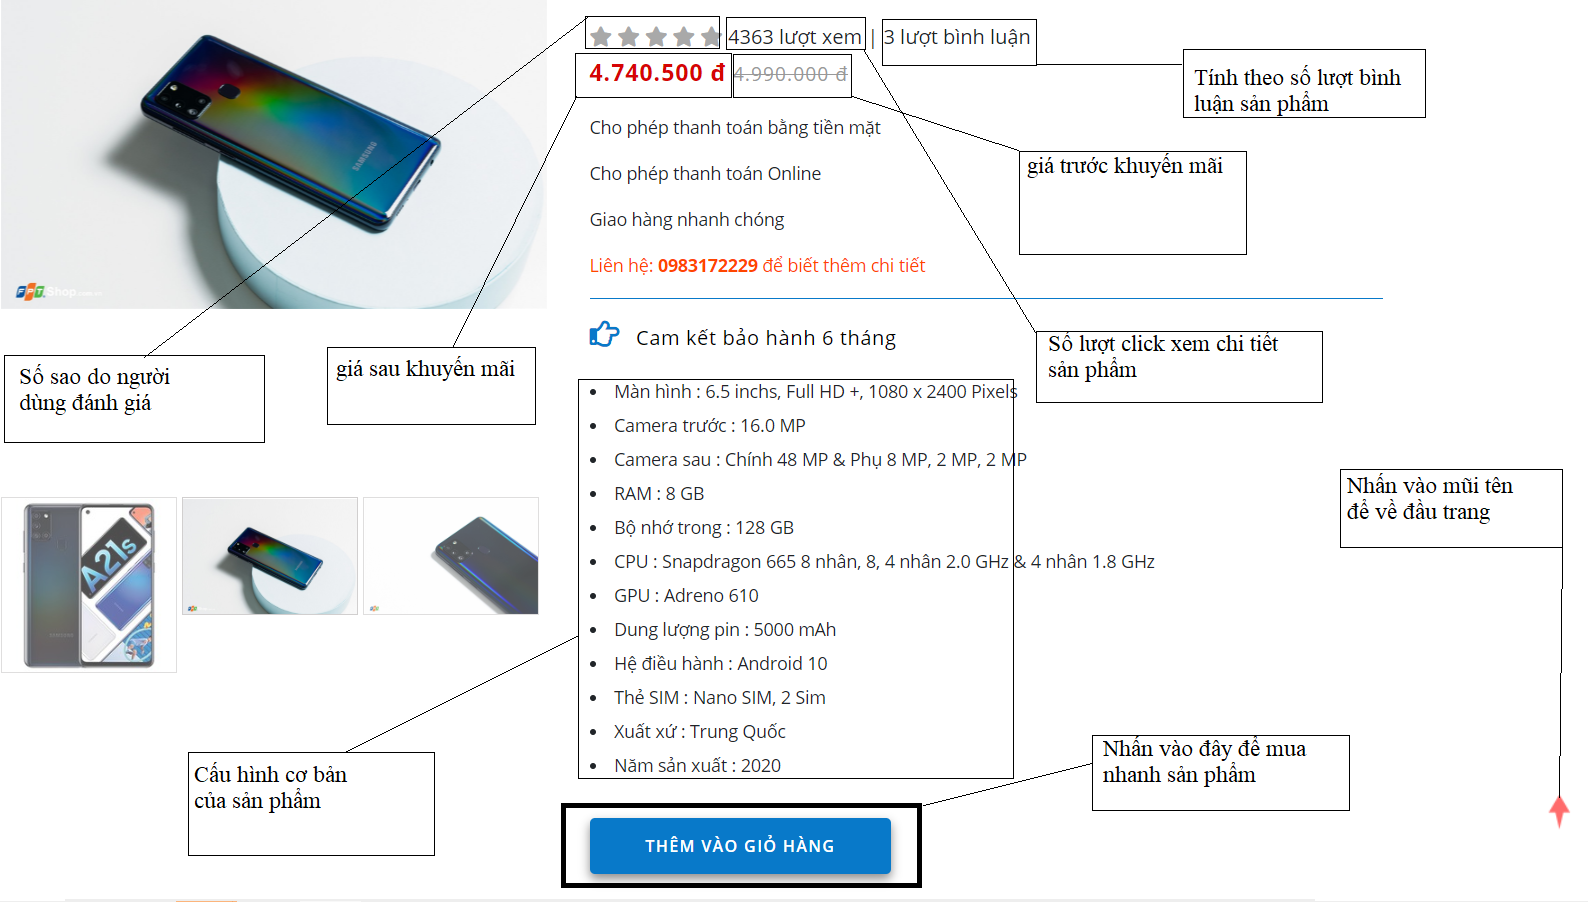 4363 lượt xem | 3 lượt bình luận
4.740.500 đ 4.990.000 đ
Tính theo số lượt bình
luận sản phẩm
Cho phép thanh toán bằng tiền mặt
giá trước khuyến mãi
Cho phép thanh toán Online
Giao hàng nhanh chóng
Liên hệ: 0983172229 để biết thêm chi tiết
SAMSUNG
FPT Shop.com.vn
Cam kết bảo hành 6 tháng
Số lượt click xem chi tiết
sản phẩm
Số sao do người
dùng đánh giá
giá sau khuyến mãi
Màn hình : 6.5 inchs, Full HD +, 1080 x 2400 Pixels
Camera trước : 16.0 MP
Camera sau : Chính 48 MP & Phụ 8 MP, 2 MP, 2 MP
RAM : 8 GB
Bộ nhớ trong : 128 GB
CPU : Snapdragon 665 8 nhân, 8, 4 nhân 2.0 GHz & 4 nhân 1.8 GHz
GPU : Adreno 610
Dung lượng pin : 5000 mAh
Hệ điều hành : Android 10
Thẻ SIM : Nano SIM, 2 Sim
Xuất xứ : Trung Quốc
Năm sản xuất : 2020
Nhấn vào mũi tên
để về đầu trang
A21s
Cấu hình cơ bản
của sản phẩm
Nhấn vào đây để mua
nhanh sản phẩm
THÊM VÀO GIỎ HÀNG